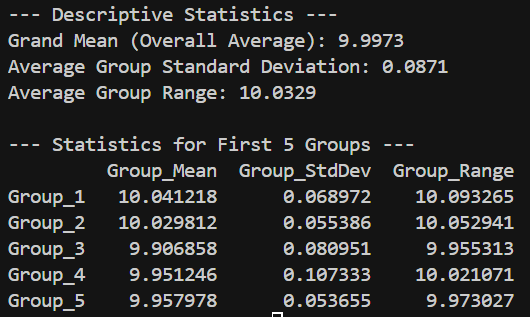 --- Descriptive Statistics ---
Grand Mean (Overall Average): 9.9973
Average Group Standard Deviation: 0.0871
Average Group Range: 10.0329
--- Statistics for First 5 Groups ---
Group_Mean Group_StdDev Group_Range
Group_1 10.041218 0.068972 10.093265
Group_2 10.029812 0.055386 10.052941
Group_3 9.906858 0.080951 9.955313
Group_4 9.951246 0.107333 10.021071
Group_5 9.957978 0.053655 9.973027